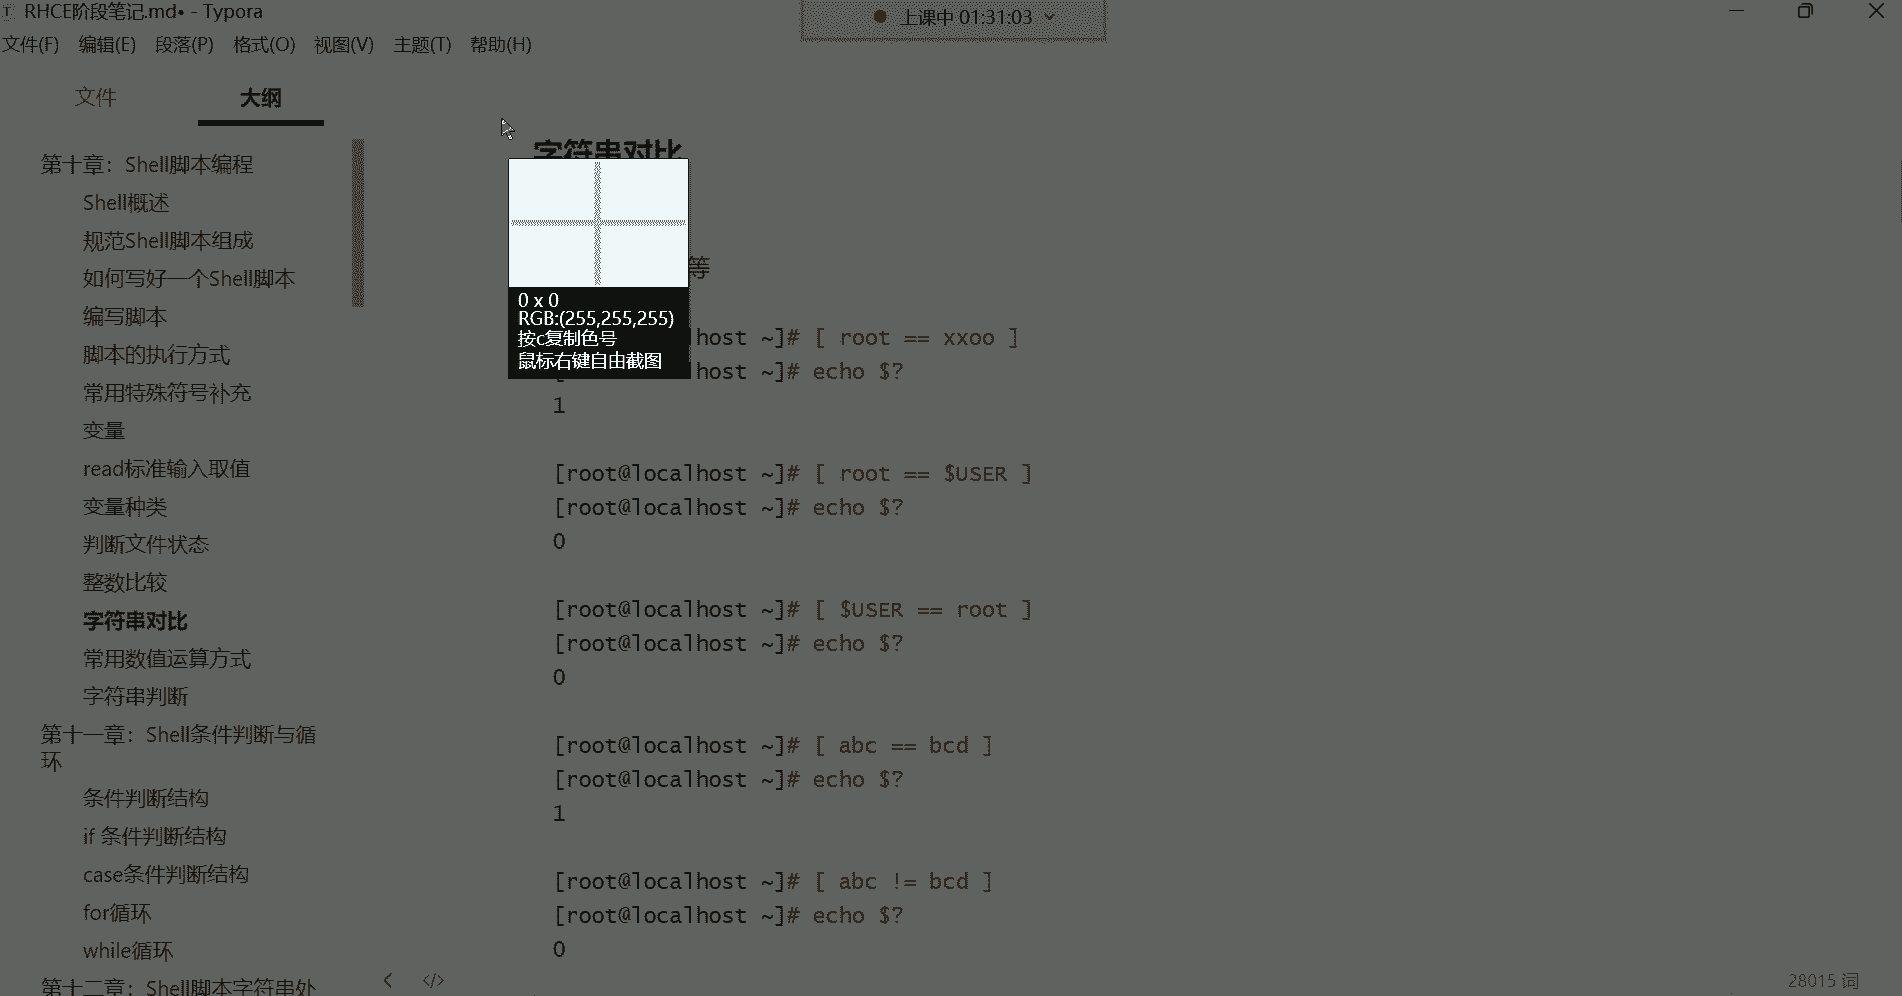 RHCE阶段笔记.md• - Typora
上课中 01:31:03
文件(F) 编辑(E) 段落(P) 格式(O) 视图(V) 主题(T) 帮助(H)
文件 大纲
第十章：Shell脚本编程
Shell概述
规范Shell脚本组成
如何写好一个Shell脚本
编写脚本
脚本的执行方式
常用特殊符号补充
变量
read标准输入取值
变量种类
判断文件状态
整数比较
字符串对比
常用数值运算方式
字符串判断
第十一章：Shell条件判断与循
环
条件判断结构
if 条件判断结构
case条件判断结构
for循环
while循环
第十二章：Shell脚本字符串处
字符串对比
等
0 x 0
RGB:(255,255,255)
按c复制色号
鼠标右键自由截图
lhost ~]# [ root == xxoo ]
lhost ~]# echo $?
1
[root@localhost ~]# [ root == $USER ]
[root@localhost ~]# echo $?
0
[root@localhost ~]# [ $USER == root ]
[root@localhost ~]# echo $?
0
[root@localhost ~]# [ abc == bcd ]
[root@localhost ~]# echo $?
1
[root@localhost ~]# [ abc != bcd ]
[root@localhost ~]# echo $?
0
28015 词